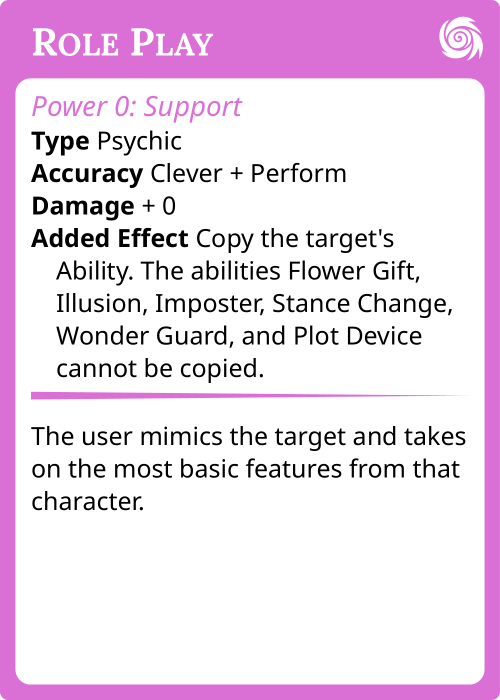 Role Play
Power 0: Support
Type Psychic
Accuracy Clever + Perform
Damage + 0
Added Effect Copy the target's
Ability. The abilities Flower Gift,
Illusion, Imposter, Stance Change,
Wonder Guard, and Plot Device
cannot be copied.
The user mimics the target and takes
on the most basic features from that
character.